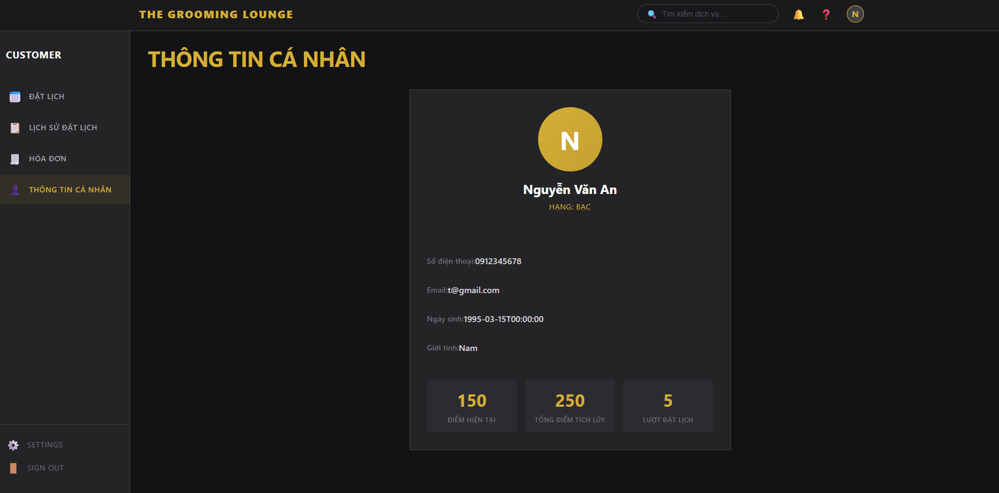 THE GROOMING LOUNGE
Tìm kiếm dịch vụ...
N
CUSTOMER
ĐẶT LỊCH
LỊCH SỬ ĐẶT LỊCH
HÓA ĐƠN
THÔNG TIN CÁ NHÂN
SETTINGS
SIGN OUT
THÔNG TIN CÁ NHÂN
N
Nguyễn Văn An
HẠNG: BẠC
Số điện thoại:0912345678
Email:t@gmail.com
Ngày sinh:1995-03-15T00:00:00
Giới tính:Nam
150
ĐIỂM HIỆN TẠI
250
TỔNG ĐIỂM TÍCH LŨY
5
LƯỢT ĐẶT LỊCH